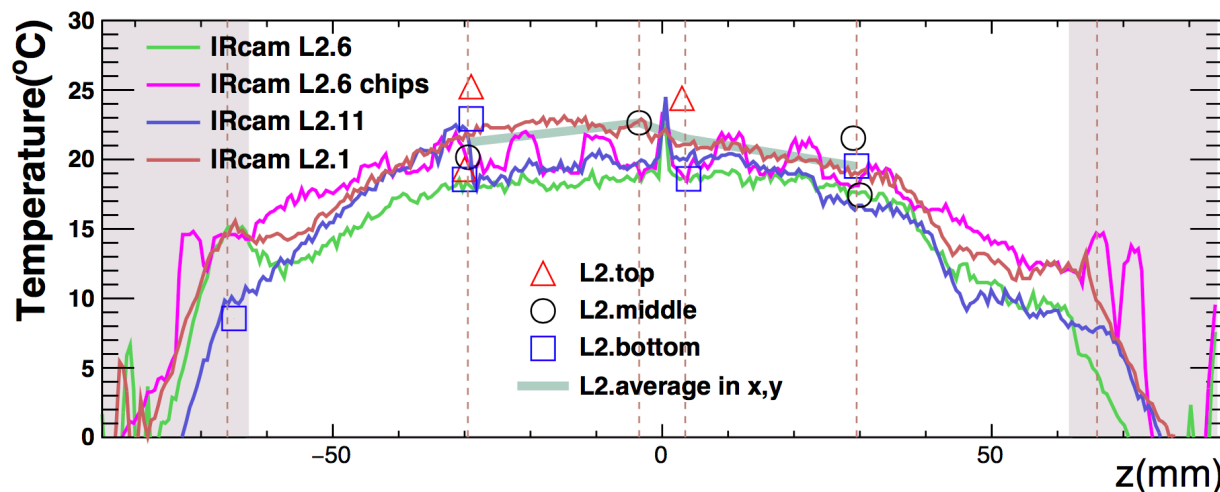 Temperature(°C)
30
25
20
15
10
5
0
IRcam L2.6
IRcam L2.6 chips
IRcam L2.11
IRcam L2.1
L2.top
L2.middle
L2.bottom
L2.average in x,y
−50
0
50
z(mm)